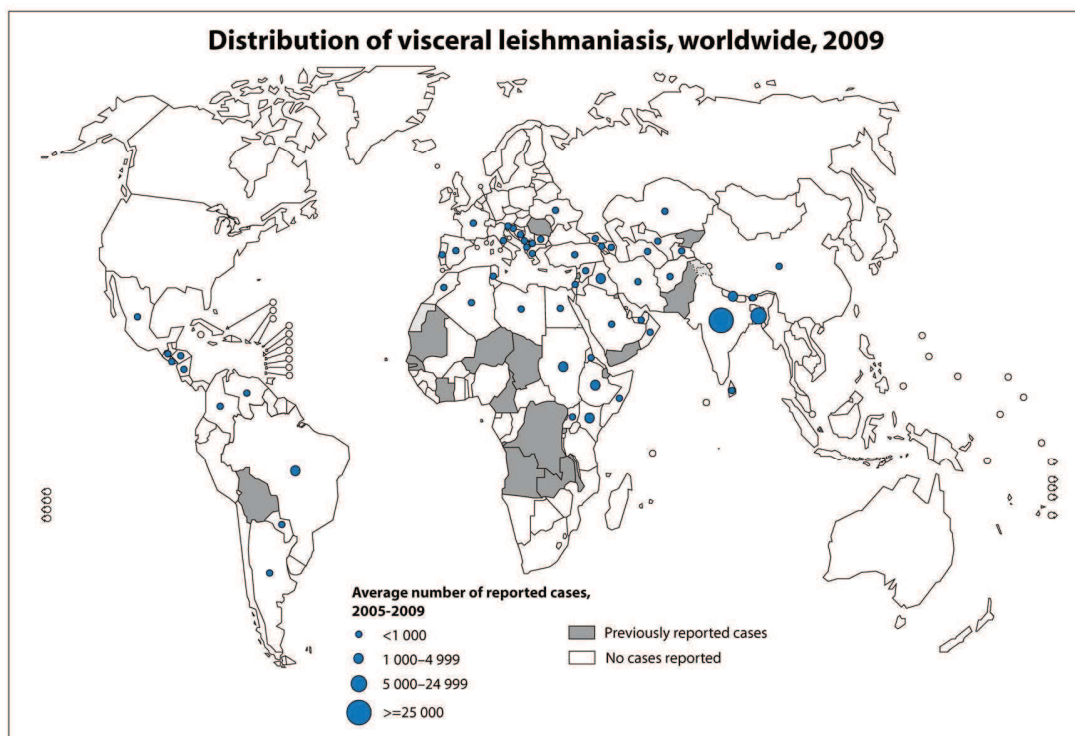 Distribution of visceral leishmaniasis, worldwide, 2009
Average number of reported cases,
2005-2009
<1 000
1 000–4 999
5 000–24 999
>=25 000
Previously reported cases
No cases reported